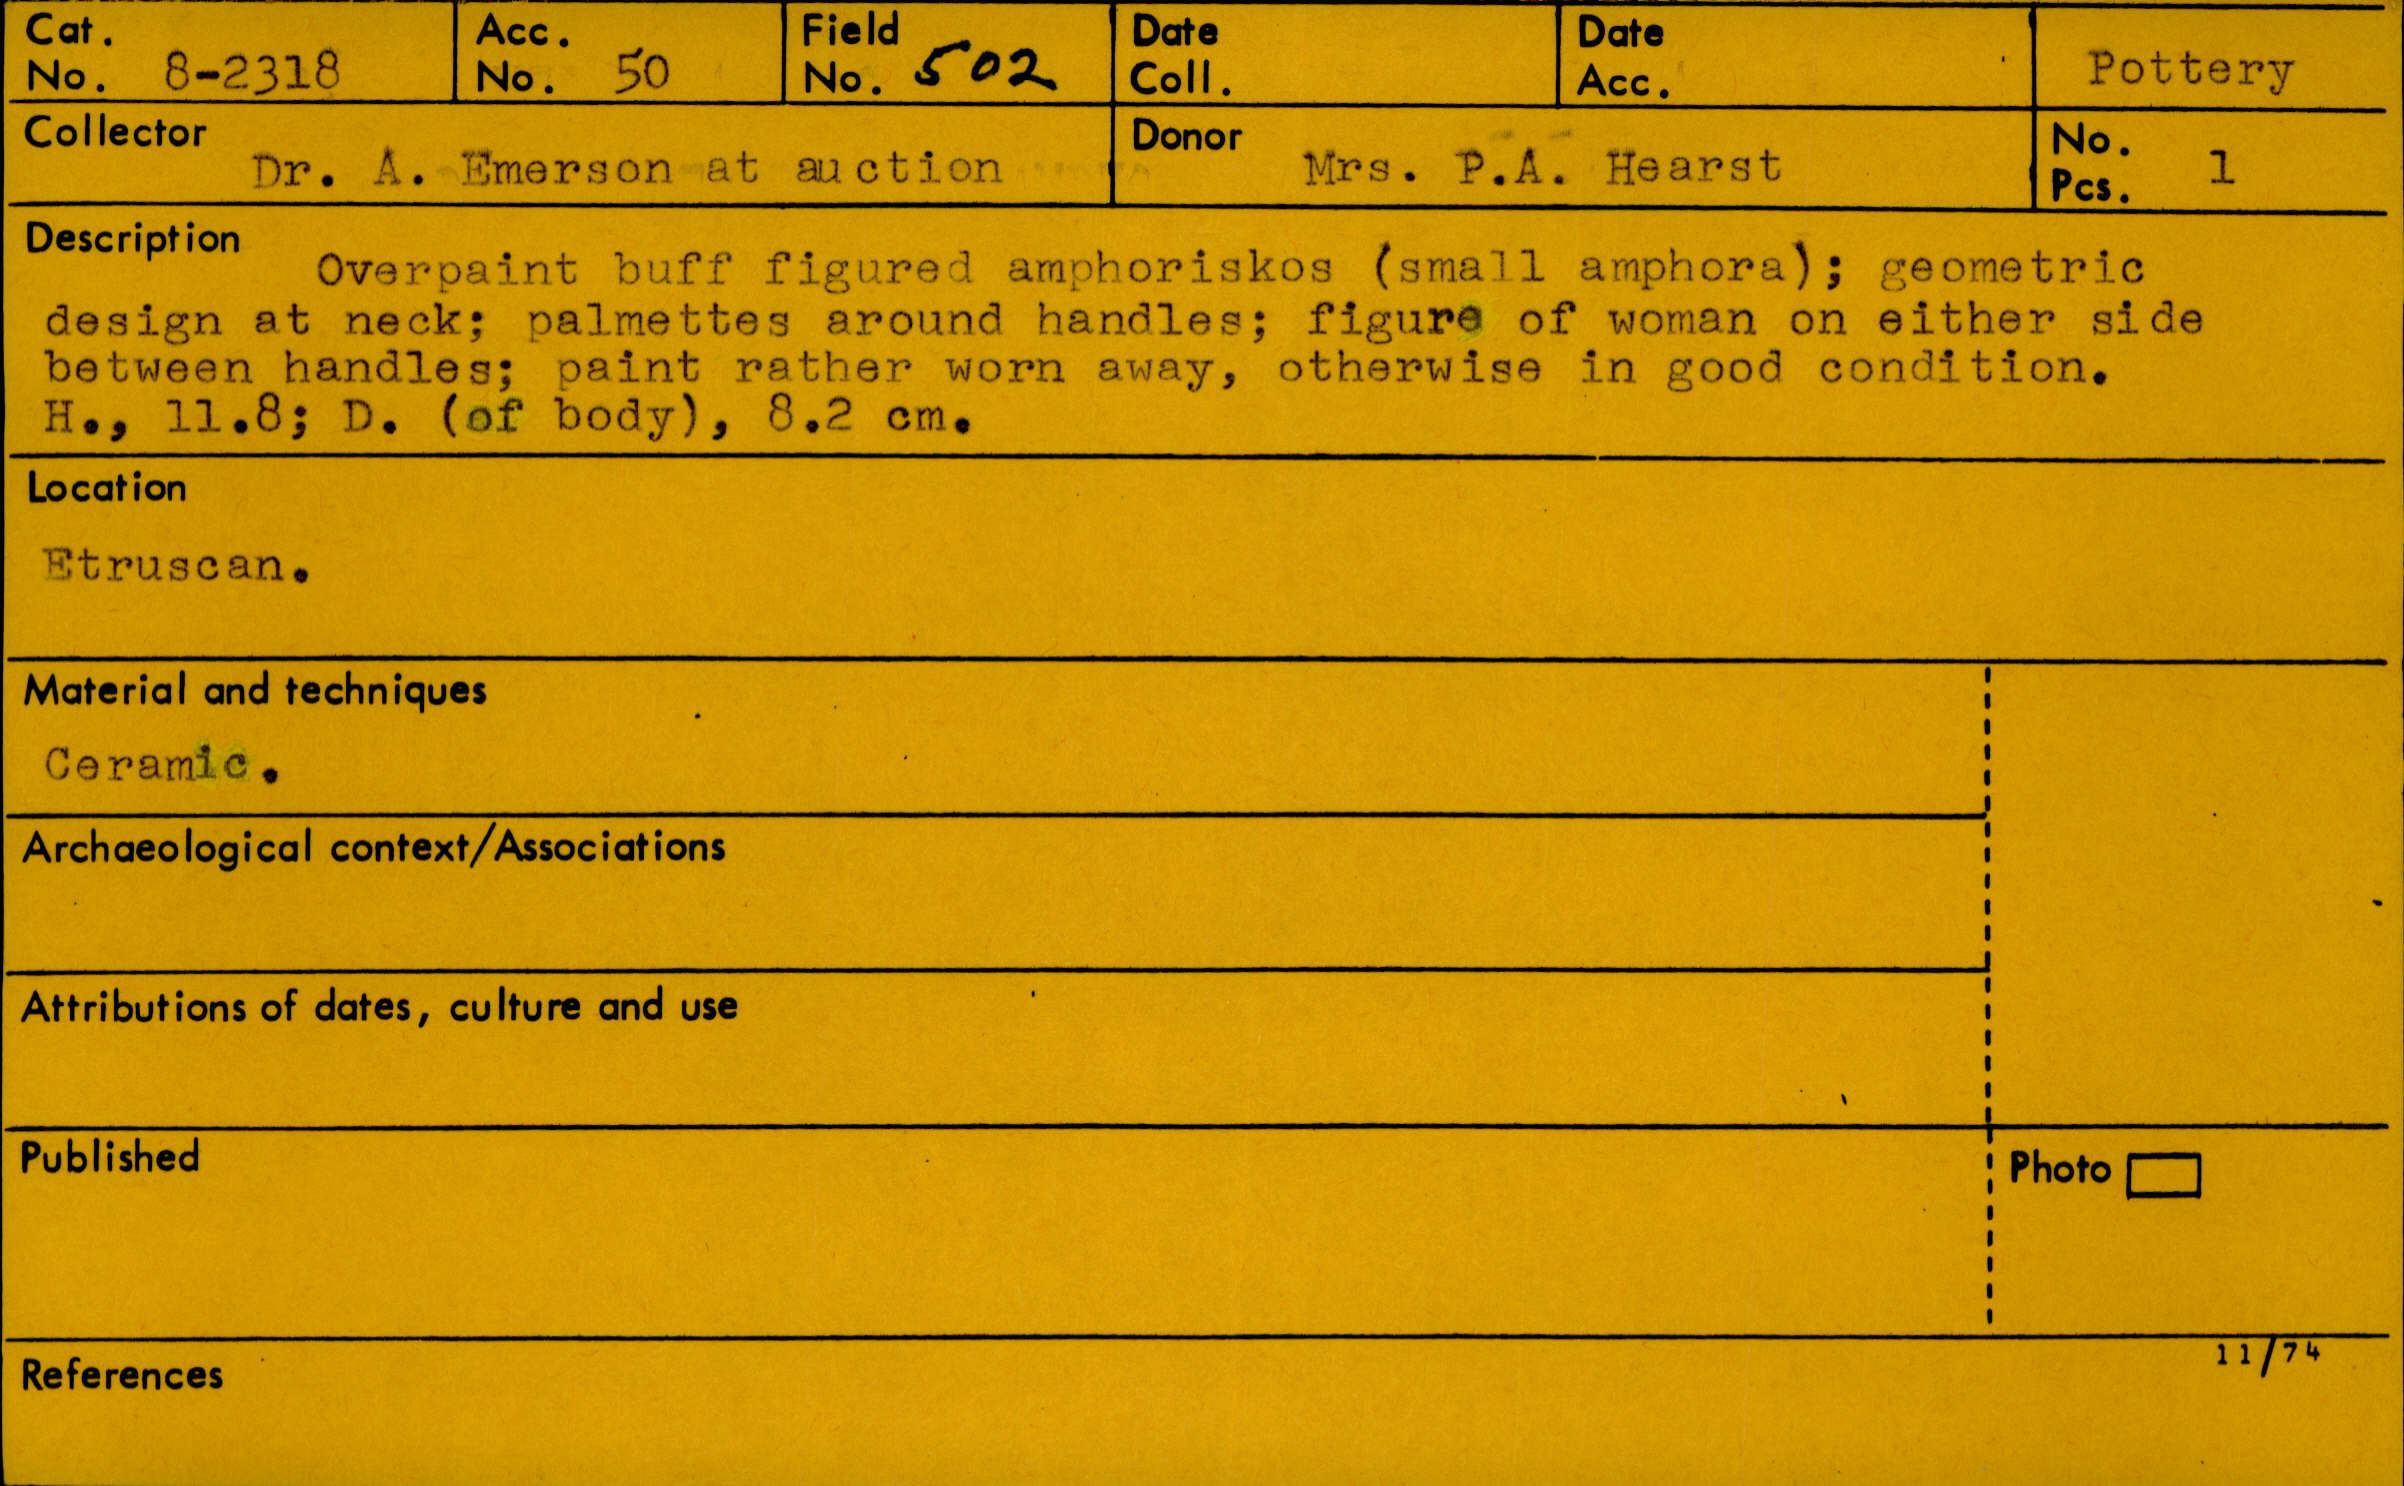 Cat. No. 8-2318
Acc. No. 50
Field No. 502
Date Coll.
Date Acc.
Pottery
Collector
Dr. A. Emerson at auction
Donor
Mrs. P.A. Hearst
No. Pcs. 1
Description
Overpaint buff figured amphoriskos (small amphora); geometric
design at neck; palmettes around handles; figure of woman on either side
between handles; paint rather worn away, otherwise in good condition.
H., 11.8; D. (of body), 8.2 cm.
Location
Etruscan.
Material and techniques
Ceramic.
Archaeological context/Associations
Attributions of dates, culture and use
Published
Photo
11/74
References